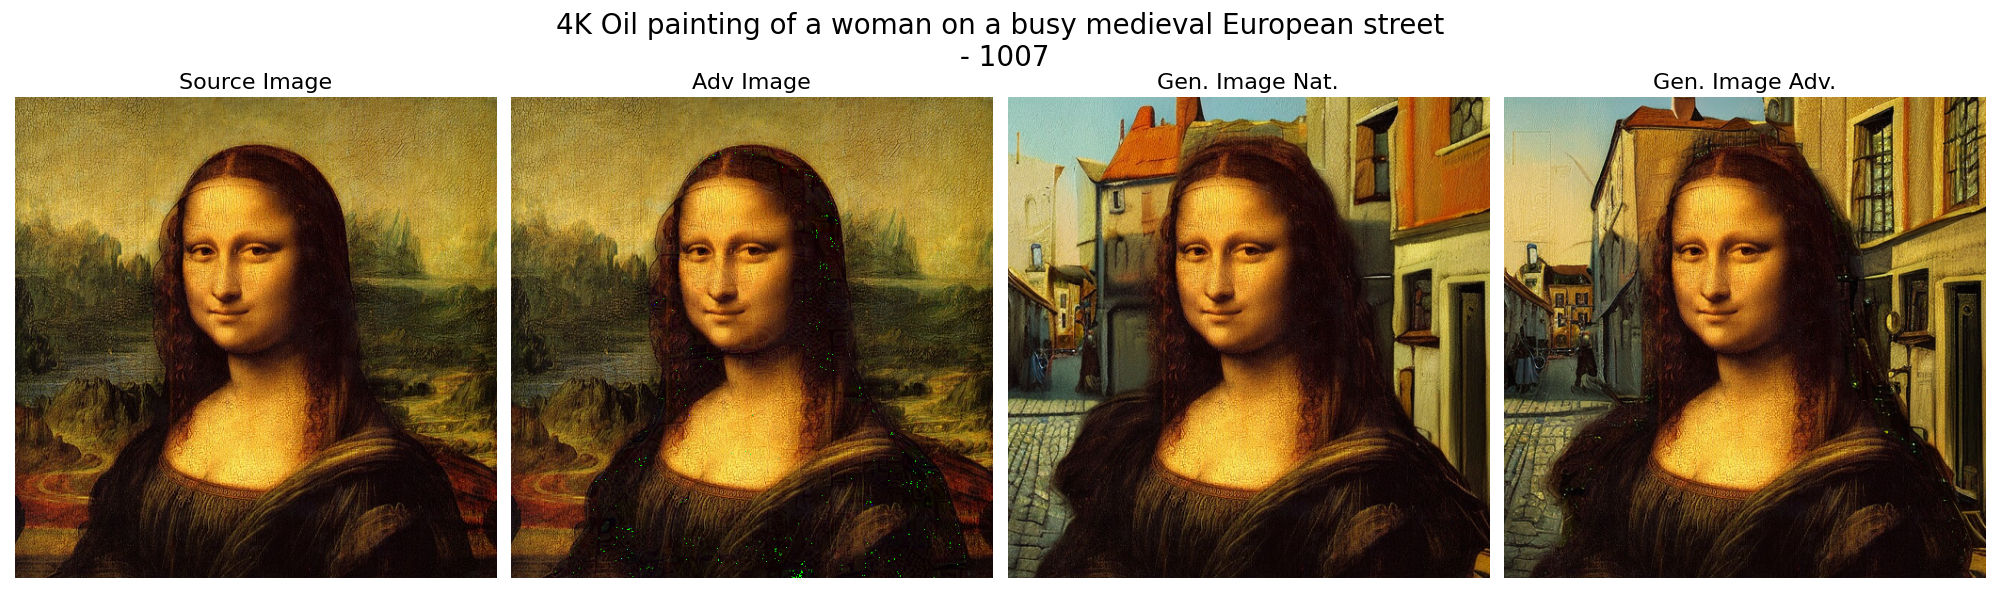 4K Oil painting of a woman on a busy medieval European street
- 1007
Source Image
Adv Image
Gen. Image Nat.
Gen. Image Adv.